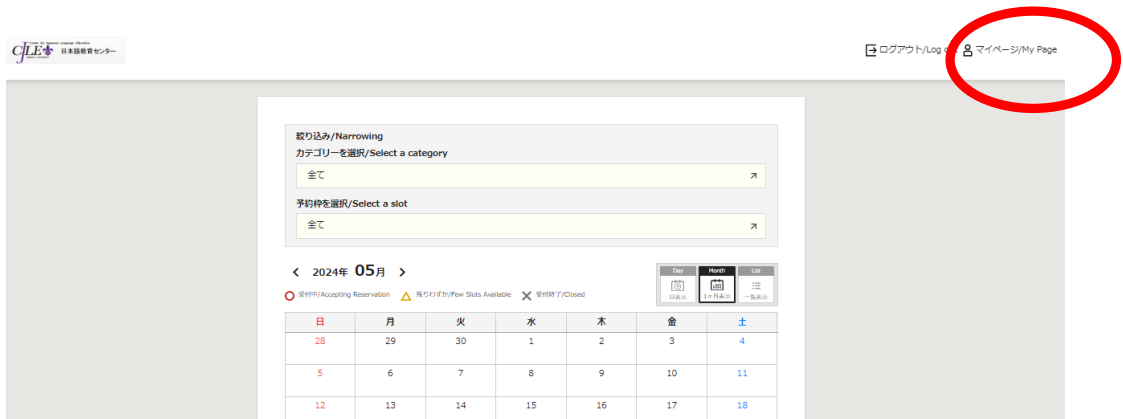 CJLE 日本語教育センター
ログアウト/Log マイページ/My Page
絞り込み/Narrowing
カテゴリーを選択/Select a category
全て
予約枠を選択/Select a slot
全て
2024年 05月
Day Month List
日表示 1ヶ月表示 一覧表示
受付中/Accepting Reservation 残りわずか/Few Slots Available 受付終了/Closed
日 月 火 水 木 金 土
28 29 30 1 2 3 4
5 6 7 8 9 10 11
12 13 14 15 16 17 18